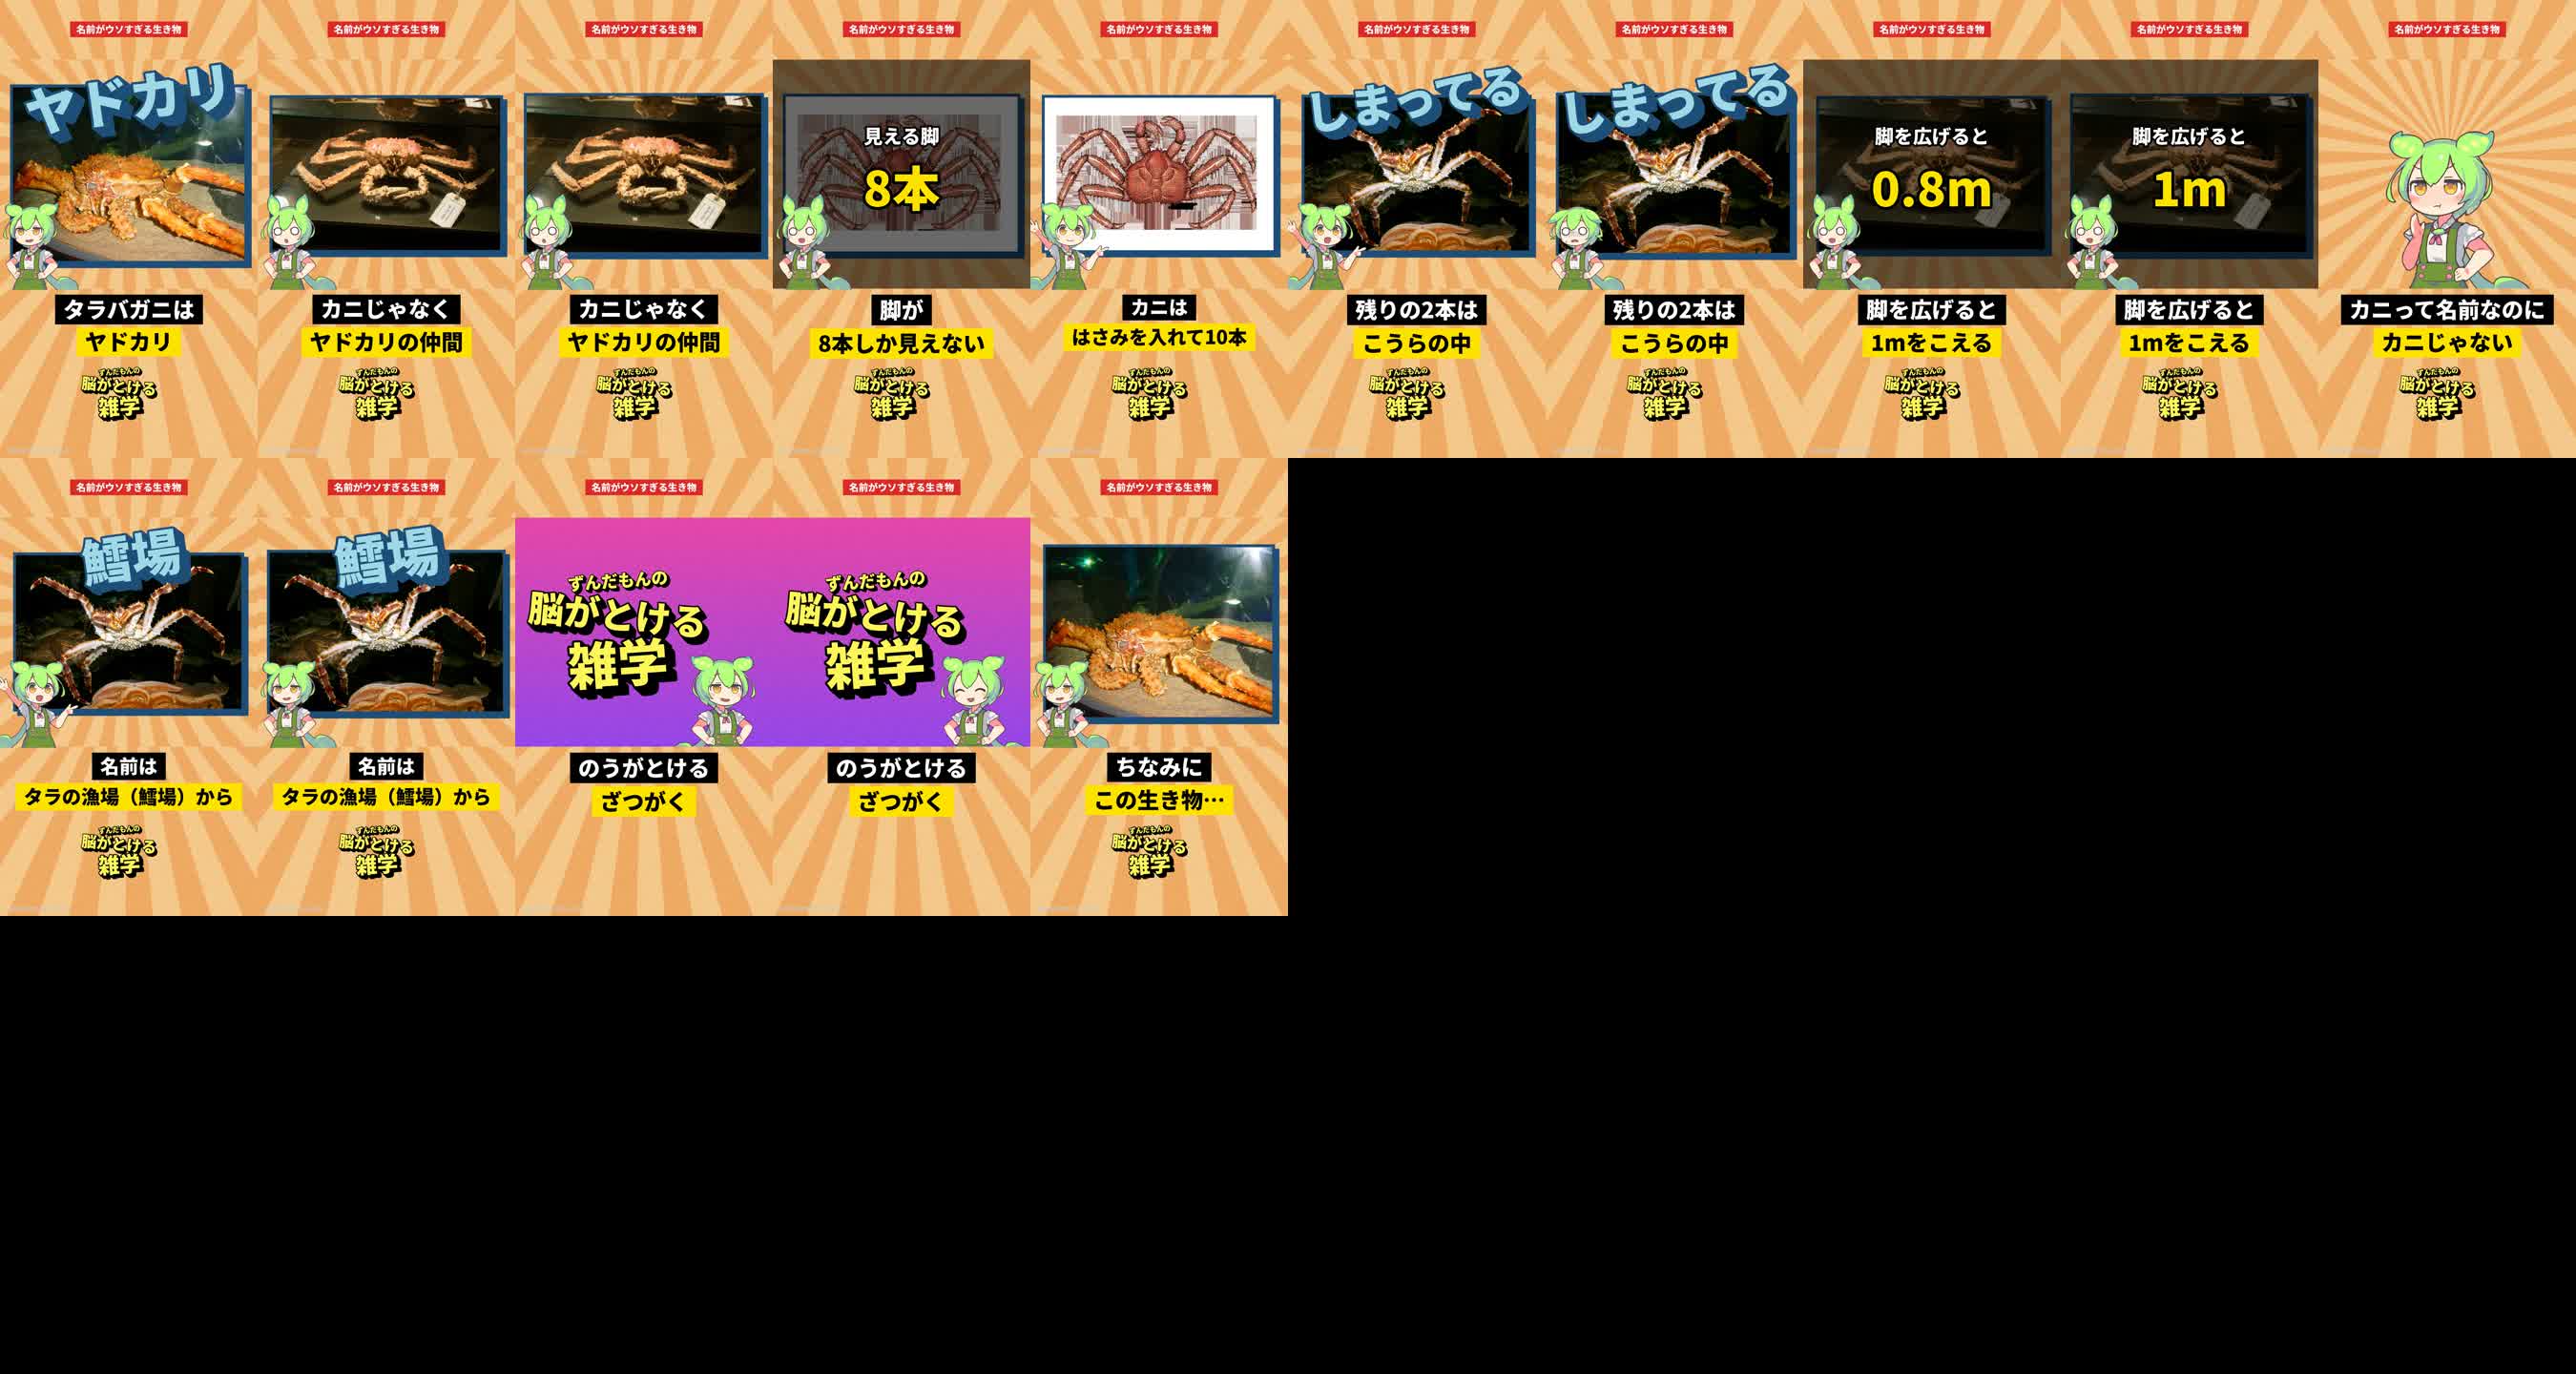 名前がウソすぎる生き物
ヤドカリ
タラバガニは
ヤドカリ
ずんだもんの
脳がとける
雑学
名前がウソすぎる生き物
カニじゃなく
ヤドカリの仲間
ずんだもんの
脳がとける
雑学
名前がウソすぎる生き物
カニじゃなく
ヤドカリの仲間
ずんだもんの
脳がとける
雑学
名前がウソすぎる生き物
見える脚
8本
脚が
8本しか見えない
ずんだもんの
脳がとける
雑学
名前がウソすぎる生き物
カニは
はさみを入れて10本
ずんだもんの
脳がとける
雑学
名前がウソすぎる生き物
しまってる
残りの2本は
こうらの中
ずんだもんの
脳がとける
雑学
名前がウソすぎる生き物
しまってる
残りの2本は
こうらの中
ずんだもんの
脳がとける
雑学
名前がウソすぎる生き物
脚を広げると
0.8m
脚を広げると
1mをこえる
ずんだもんの
脳がとける
雑学
名前がウソすぎる生き物
脚を広げると
1m
脚を広げると
1mをこえる
ずんだもんの
脳がとける
雑学
名前がウソすぎる生き物
カニって名前なのに
カニじゃない
ずんだもんの
脳がとける
雑学
名前がウソすぎる生き物
鱈場
名前は
タラの漁場（鱈場）から
ずんだもんの
脳がとける
雑学
名前がウソすぎる生き物
鱈場
名前は
タラの漁場（鱈場）から
ずんだもんの
脳がとける
雑学
名前がウソすぎる生き物
ずんだもんの
脳がとける
雑学
のうがとける
ざつがく
名前がウソすぎる生き物
ずんだもんの
脳がとける
雑学
のうがとける
ざつがく
名前がウソすぎる生き物
ちなみに
この生き物…
ずんだもんの
脳がとける
雑学